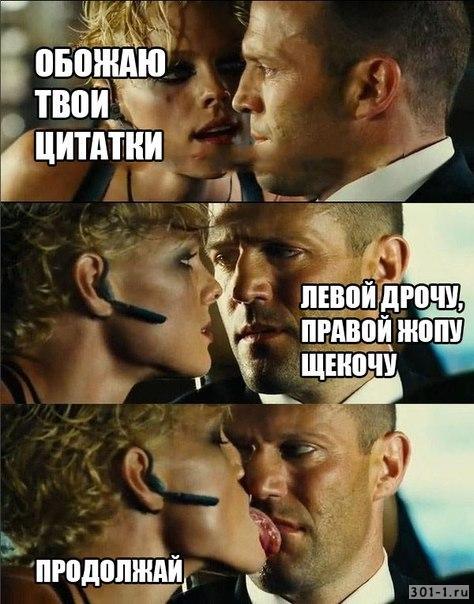 ОБОЖАЮ
ТВОИ
ЦИТАТКИ
ЛЕВОЙ ДРОЧУ,
ПРАВОЙ ЖОПУ
ЩЕКОЧУ
ПРОДОЛЖАЙ
301-1.ru